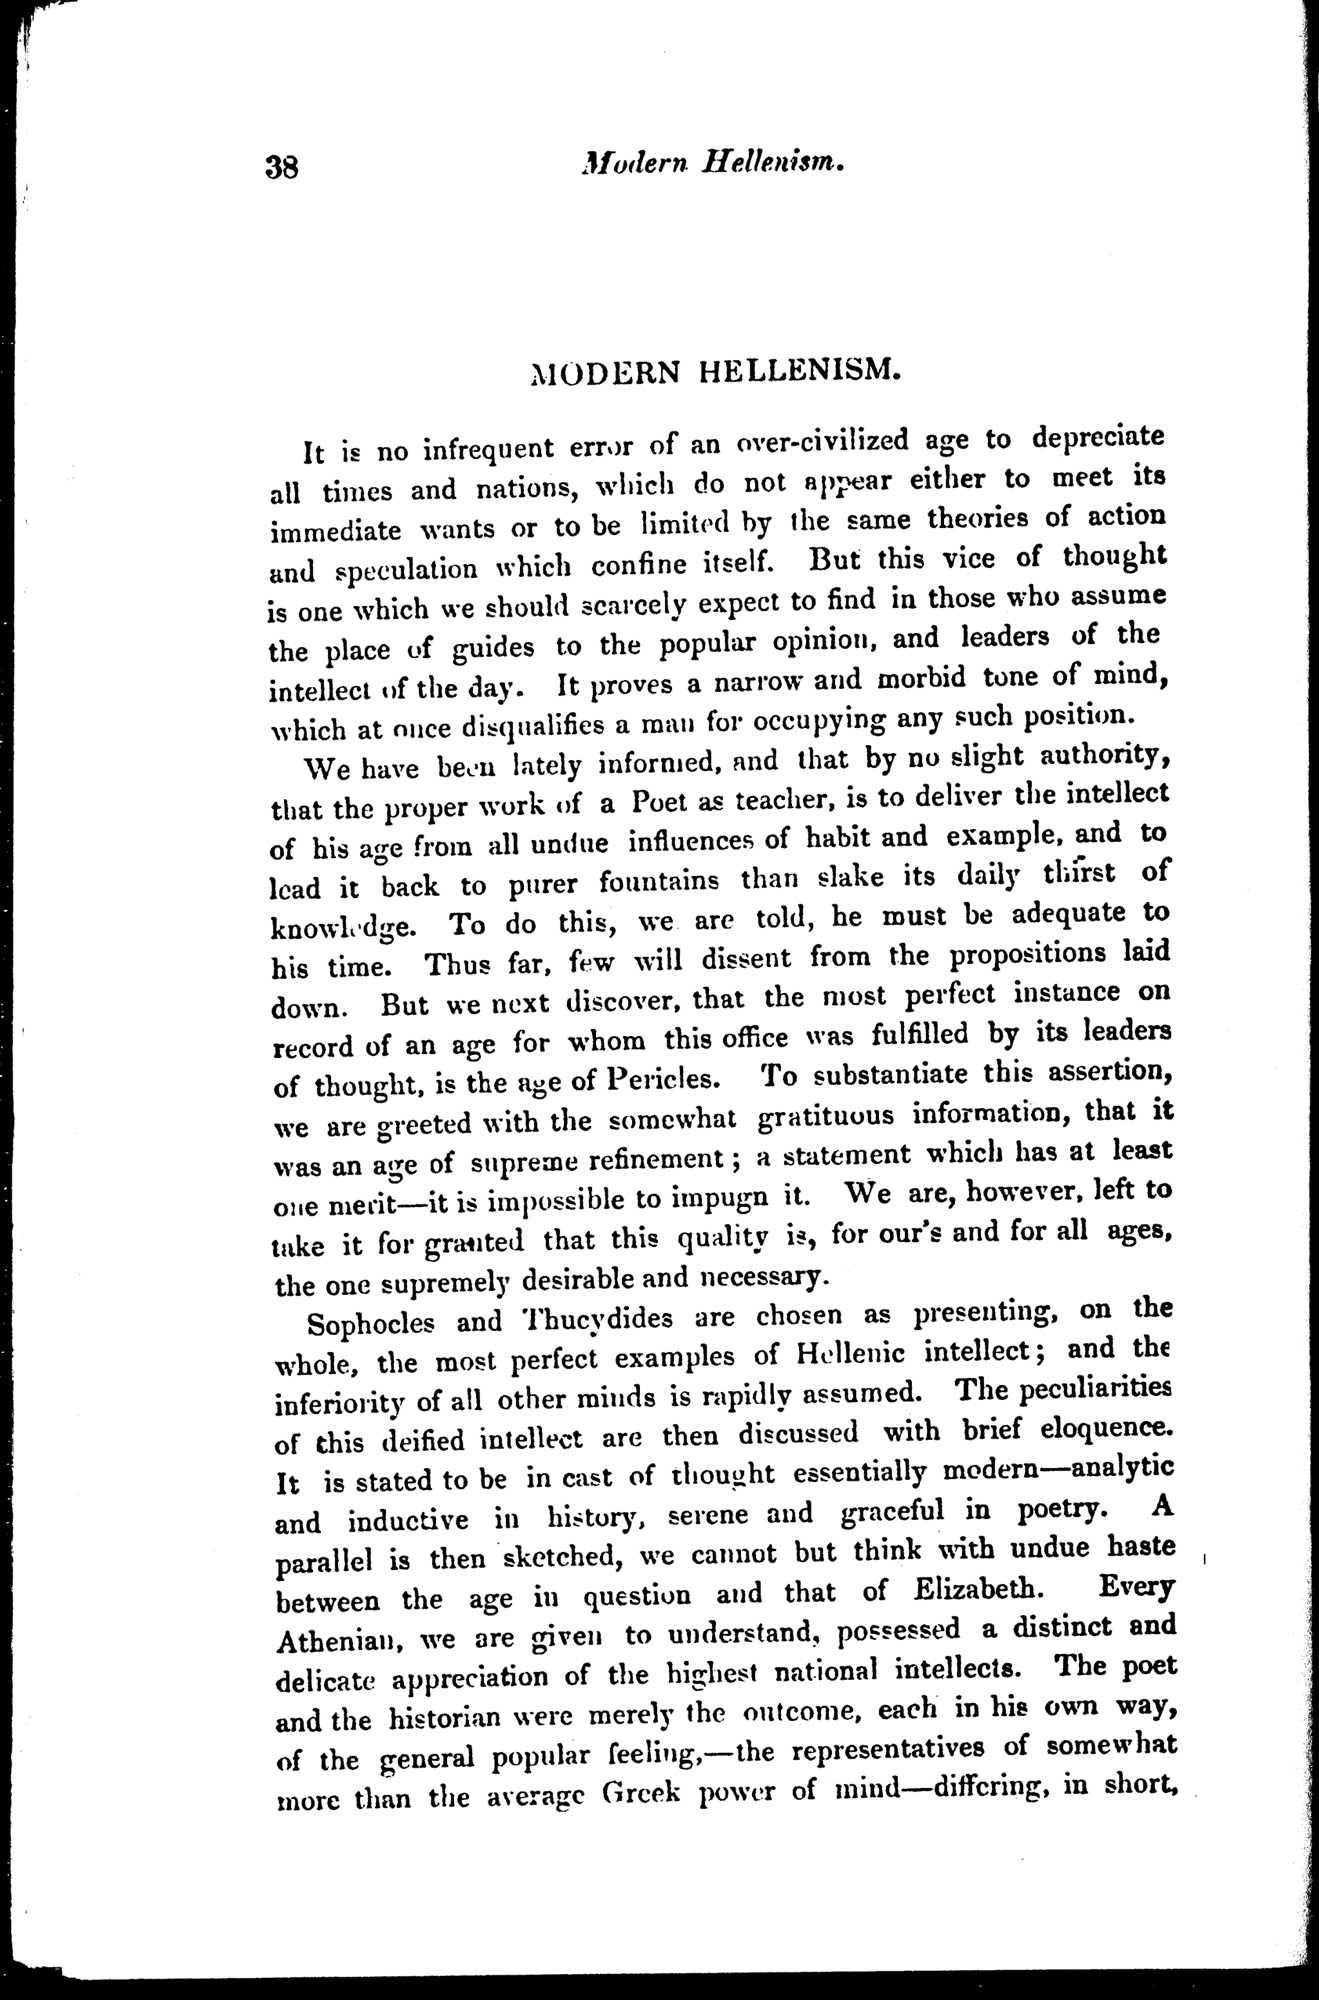 38
Modern Hellenism.
MODERN HELLENISM.
It is no infrequent error of an over-civilized age to depreciate
all times and nations, which do not appear either to meet its
immediate wants or to be limited by the same theories of action
and speculation which confine itself. But this vice of thought
is one which we should scarcely expect to find in those who assume
the place of guides to the popular opinion, and leaders of the
intellect of the day. It proves a narrow and morbid tone of mind,
which at once disqualifies a man for occupying any such position.
We have been lately informed, and that by no slight authority,
that the proper work of a Poet as teacher, is to deliver the intellect
of his age from all undue influences of habit and example, and to
lead it back to purer fountains than slake its daily thirst of
knowledge. To do this, we are told, he must be adequate to
his time. Thus far, few will dissent from the propositions laid
down. But we next discover, that the most perfect instance on
record of an age for whom this office was fulfilled by its leaders
of thought, is the age of Pericles. To substantiate this assertion,
we are greeted with the somewhat gratituous information, that it
was an age of supreme refinement; a statement which has at least
one merit—it is impossible to impugn it. We are, however, left to
take it for granted that this quality is, for our's and for all ages,
the one supremely desirable and necessary.
Sophocles and Thucydides are chosen as presenting, on the
whole, the most perfect examples of Hellenic intellect; and the
inferiority of all other minds is rapidly assumed. The peculiarities
of this deified intellect are then discussed with brief eloquence.
It is stated to be in cast of thought essentially modern—analytic
and inductive in history, serene and graceful in poetry. A
parallel is then sketched, we cannot but think with undue haste
between the age in question and that of Elizabeth. Every
Athenian, we are given to understand, possessed a distinct and
delicate appreciation of the highest national intellects. The poet
and the historian were merely the outcome, each in his own way,
of the general popular feeling,—the representatives of somewhat
more than the average Greek power of mind—differing, in short,